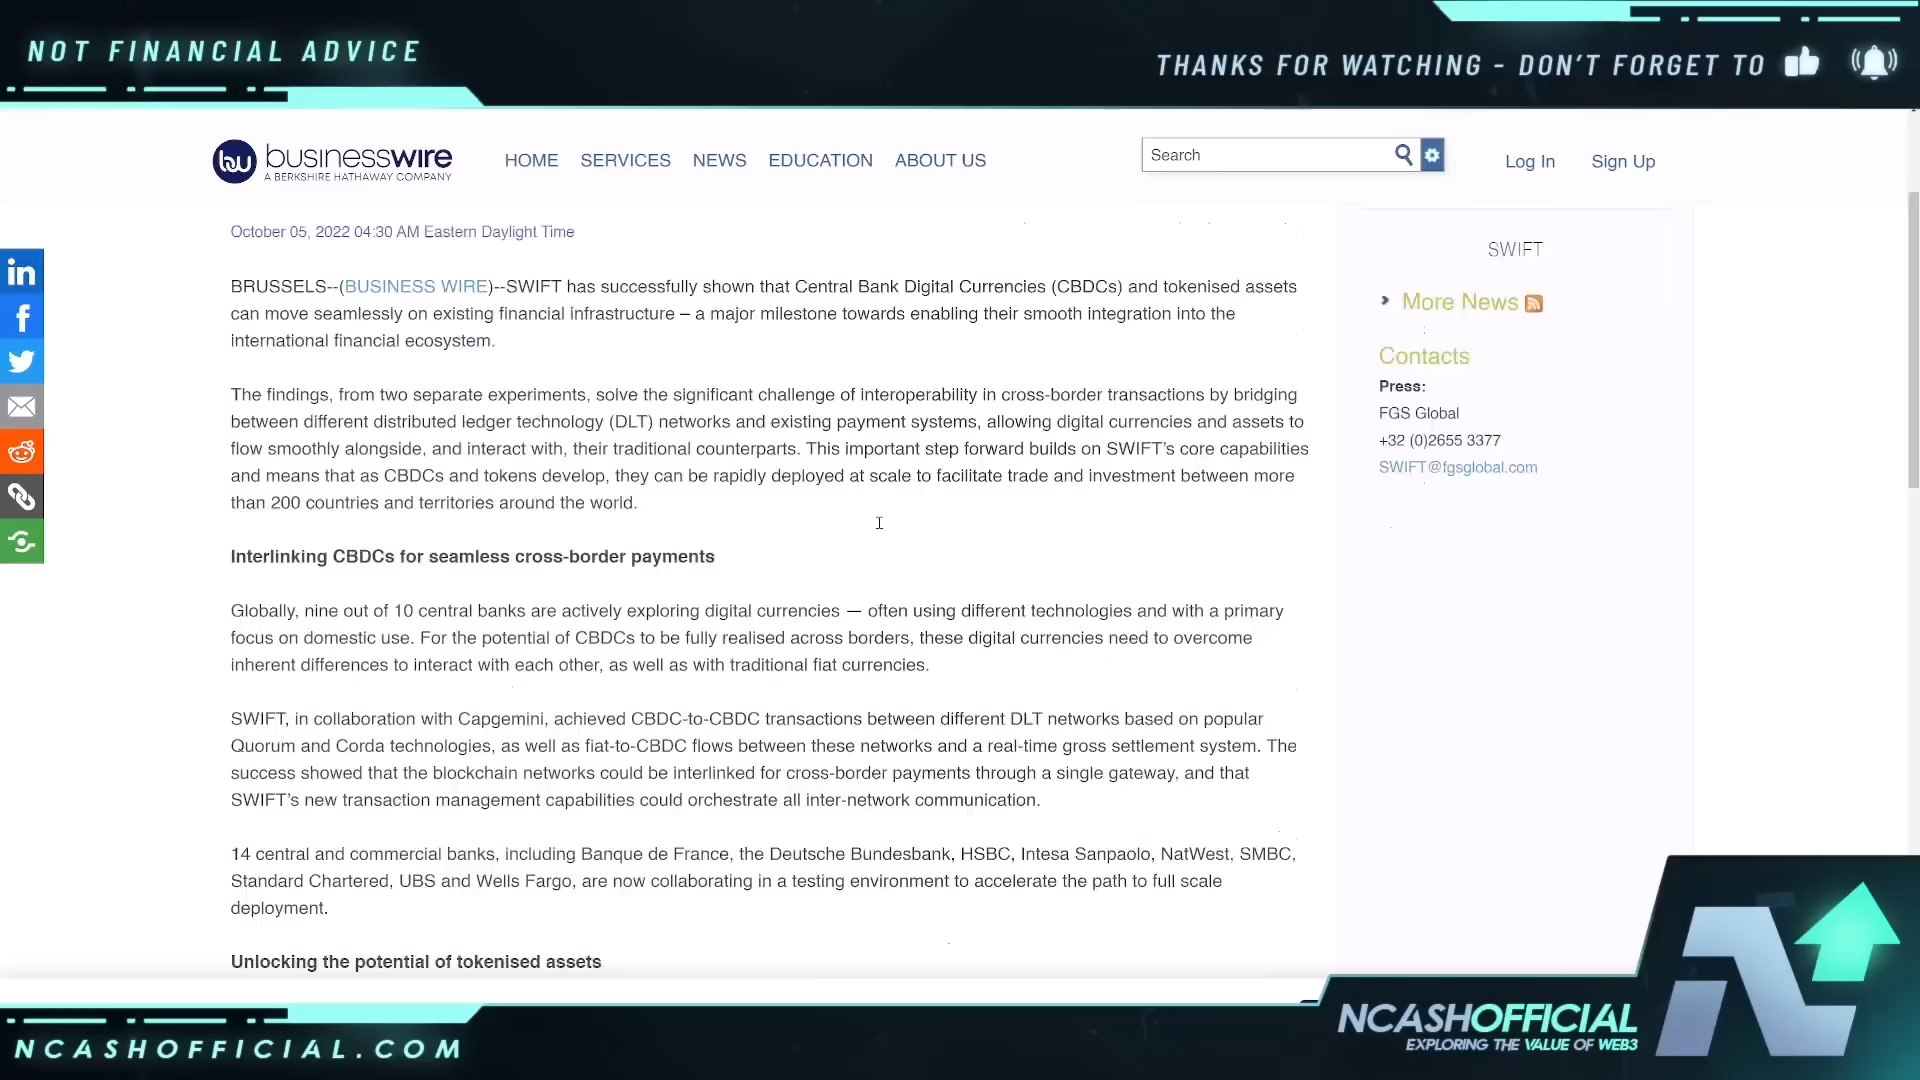 NOT FINANCIAL ADVICE
THANKS FOR WATCHING - DON'T FORGET TO
bw businesswire
A BERKSHIRE HATHAWAY COMPANY
HOME SERVICES NEWS EDUCATION ABOUT US
Search
Log In Sign Up
October 05, 2022 04:30 AM Eastern Daylight Time
BRUSSELS--(BUSINESS WIRE)--SWIFT has successfully shown that Central Bank Digital Currencies (CBDCs) and tokenised assets
can move seamlessly on existing financial infrastructure – a major milestone towards enabling their smooth integration into the
international financial ecosystem.
The findings, from two separate experiments, solve the significant challenge of interoperability in cross-border transactions by bridging
between different distributed ledger technology (DLT) networks and existing payment systems, allowing digital currencies and assets to
flow smoothly alongside, and interact with, their traditional counterparts. This important step forward builds on SWIFT's core capabilities
and means that as CBDCs and tokens develop, they can be rapidly deployed at scale to facilitate trade and investment between more
than 200 countries and territories around the world.
Interlinking CBDCs for seamless cross-border payments
Globally, nine out of 10 central banks are actively exploring digital currencies — often using different technologies and with a primary
focus on domestic use. For the potential of CBDCs to be fully realised across borders, these digital currencies need to overcome
inherent differences to interact with each other, as well as with traditional fiat currencies.
SWIFT, in collaboration with Capgemini, achieved CBDC-to-CBDC transactions between different DLT networks based on popular
Quorum and Corda technologies, as well as fiat-to-CBDC flows between these networks and a real-time gross settlement system. The
success showed that the blockchain networks could be interlinked for cross-border payments through a single gateway, and that
SWIFT's new transaction management capabilities could orchestrate all inter-network communication.
14 central and commercial banks, including Banque de France, the Deutsche Bundesbank, HSBC, Intesa Sanpaolo, NatWest, SMBC,
Standard Chartered, UBS and Wells Fargo, are now collaborating in a testing environment to accelerate the path to full scale
deployment.
Unlocking the potential of tokenised assets
SWIFT
More News
Contacts
Press:
FGS Global
+32 (0)2655 3377
SWIFT@fgsglobal.com
NCASHOFFICIAL.COM
NCASHOFFICIAL
EXPLORING THE VALUE OF WEB3